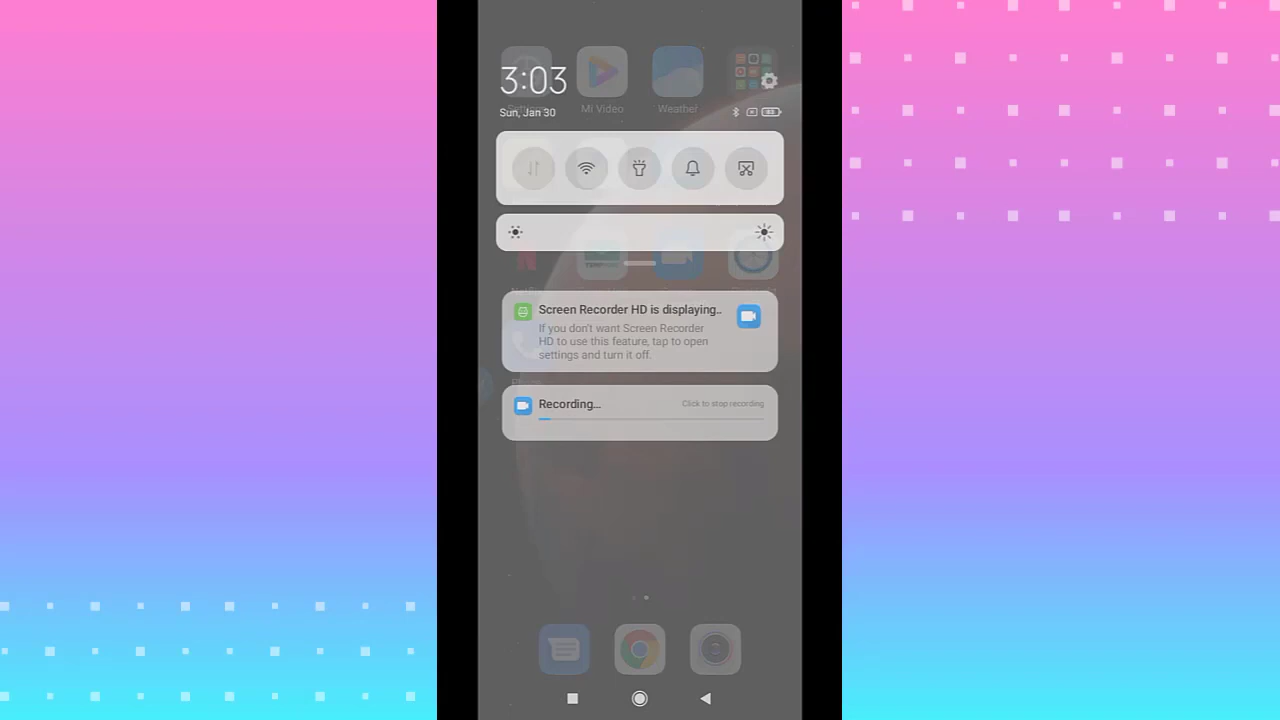 3:03
Mi Video
Weather
Sun, Jan 30
Screen Recorder HD is displaying..
If you don't want Screen Recorder
HD to use this feature, tap to open
settings and turn it off.
Recording...
Click to stop recording